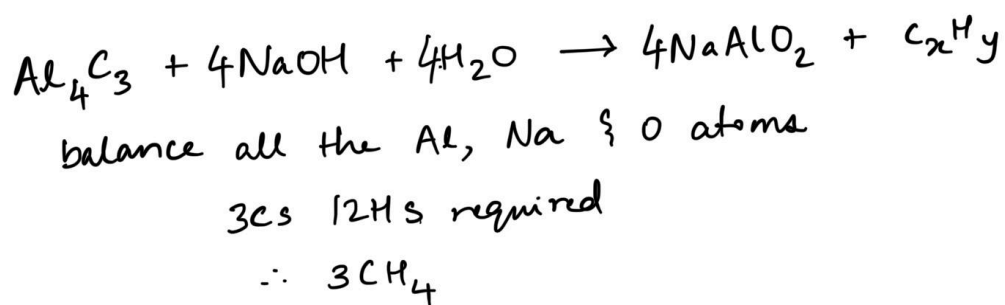 Al₄C₃ + 4NaOH + 4H₂O → 4NaAlO₂ + CₓHy
balance all the Al, Na & O atoms
3Cs 12Hs required
∴ 3CH₄